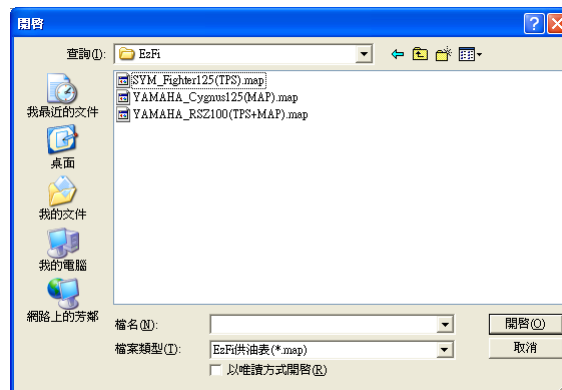 開啓
查詢(I):
EzFi
我最近的文件
桌面
我的文件
我的電腦
網路上的芳鄰
SYM_Fighter125(TPS).map
YAMAHA_Cygnus125(MAP).map
YAMAHA_RSZ100(TPS+MAP).map
檔名(N):
開啓(O)
檔案類型(T):
EzFi供油表(*.map)
取消
以唯讀方式開啓(R)